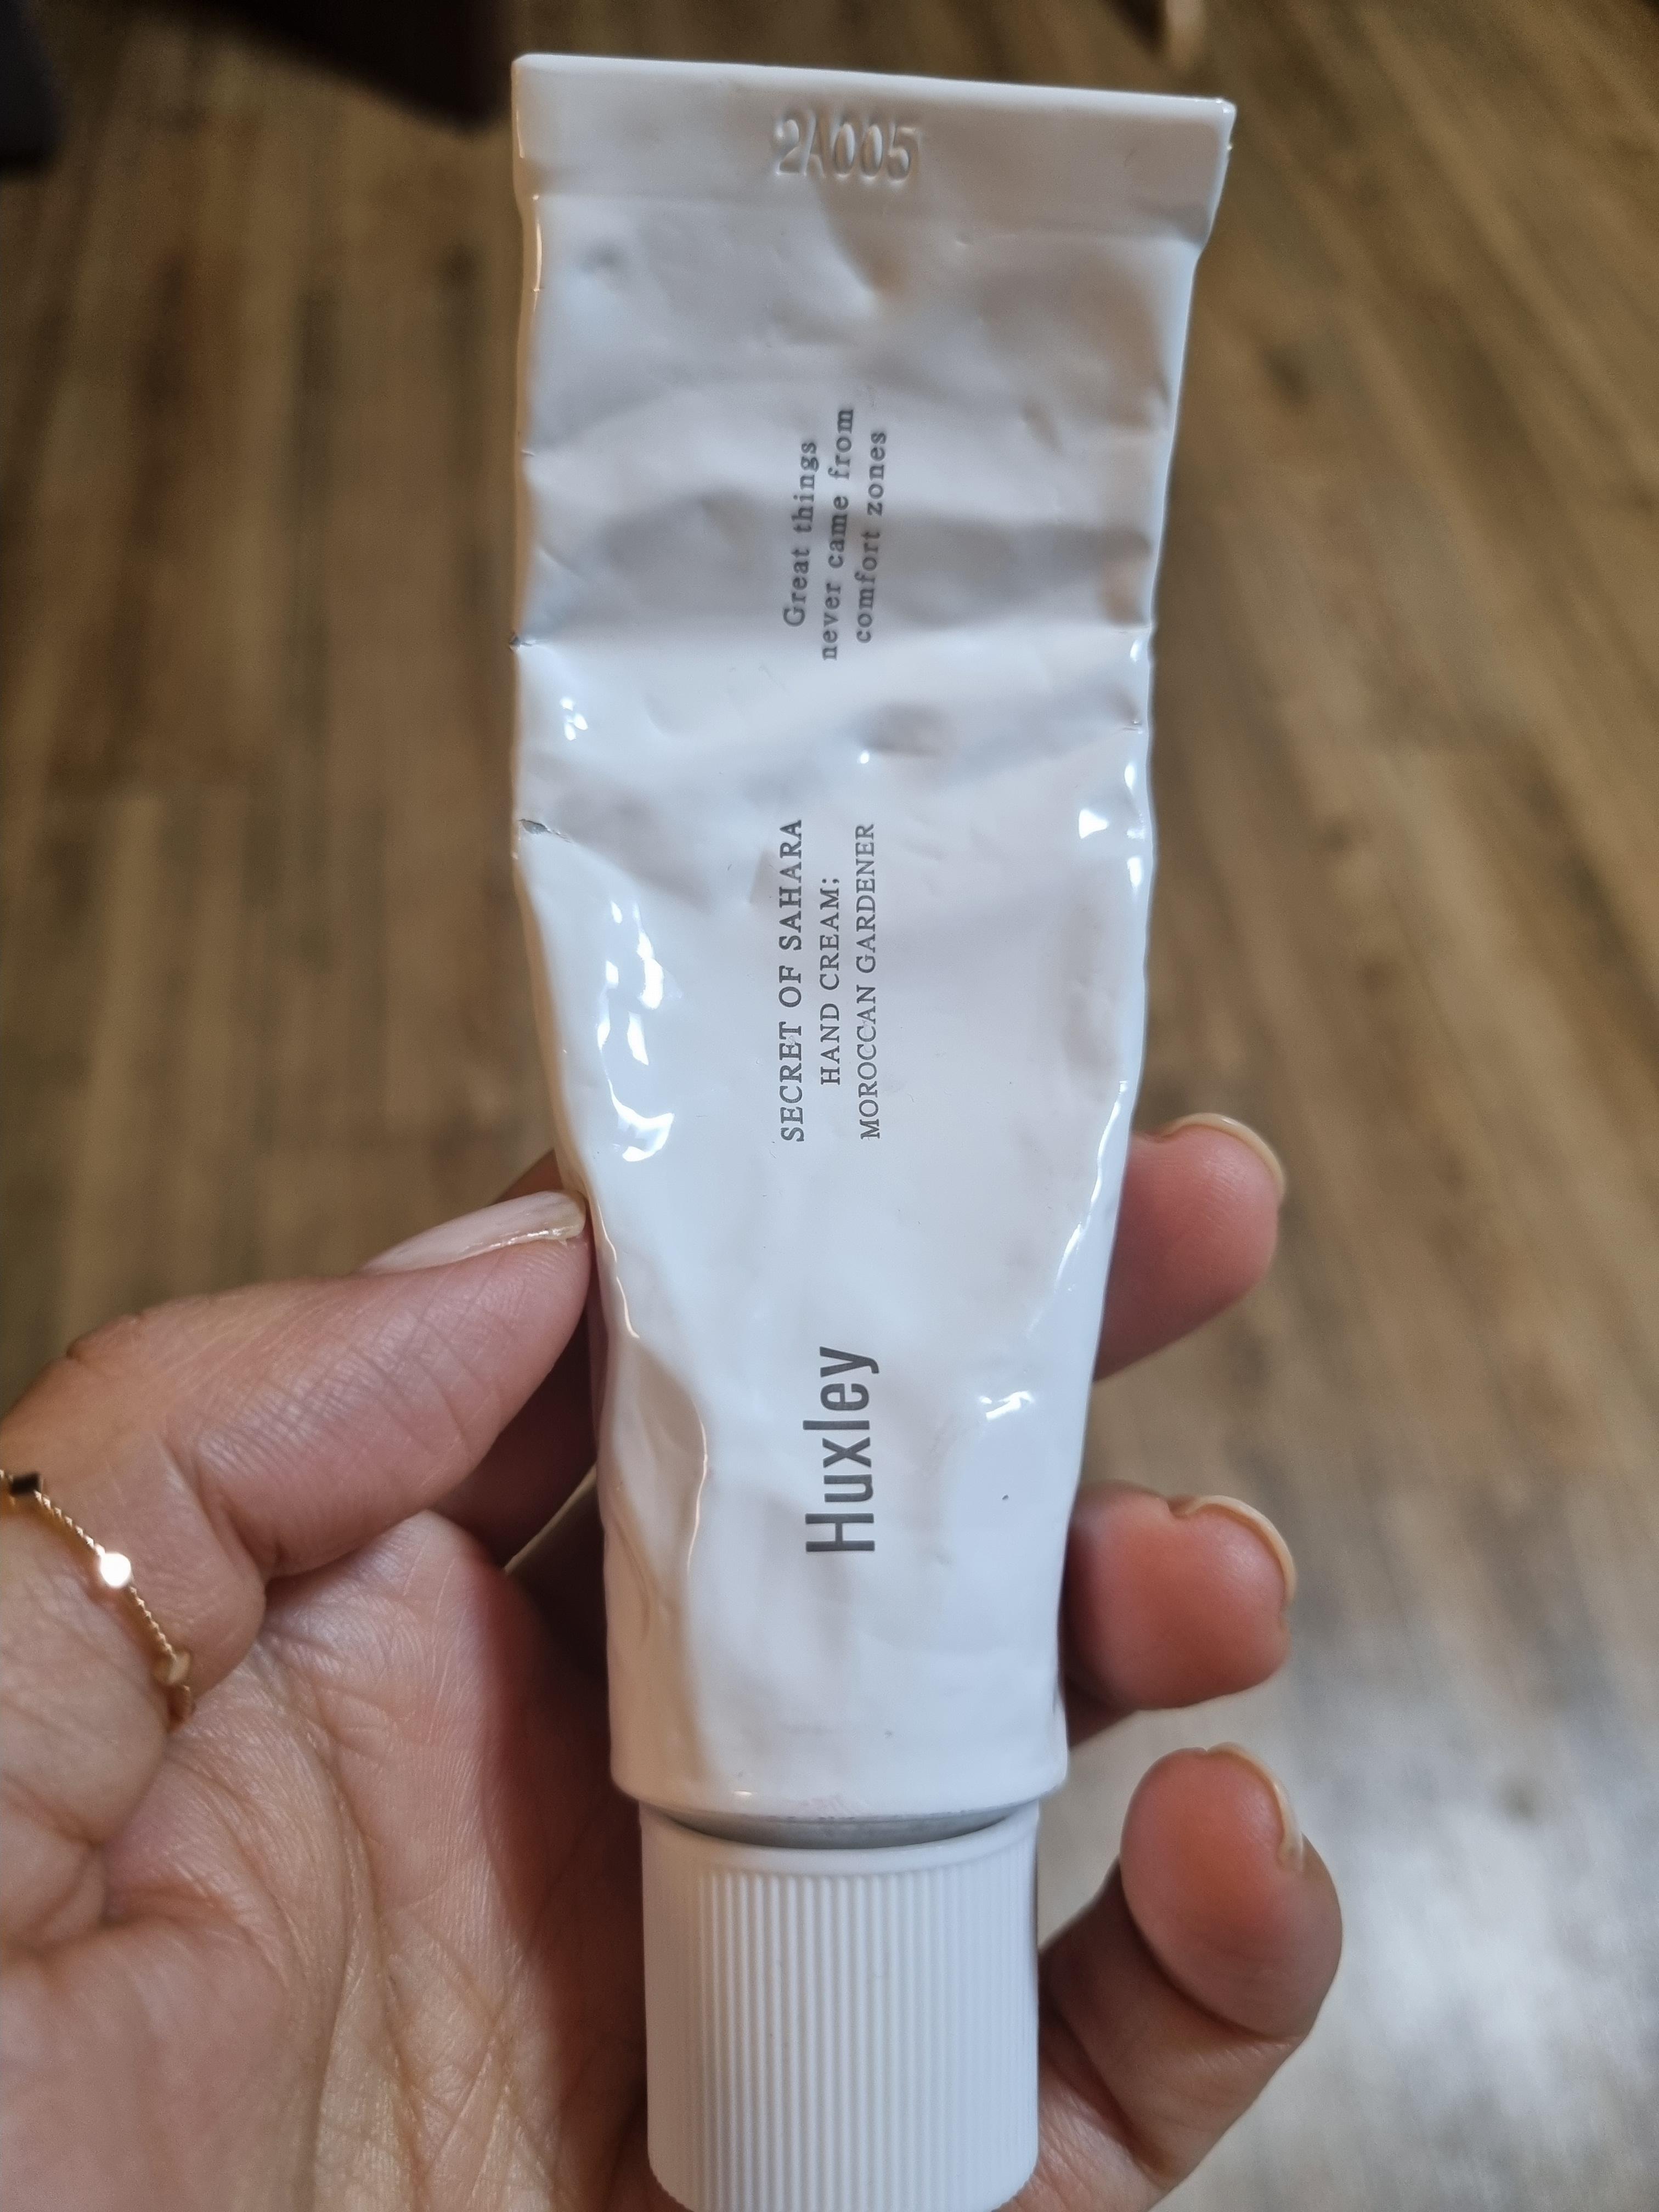 2A005
Great things
never came from
comfort zones
SECRET OF SAHARA
HAND CREAM;
MOROCCAN GARDENER
Huxley